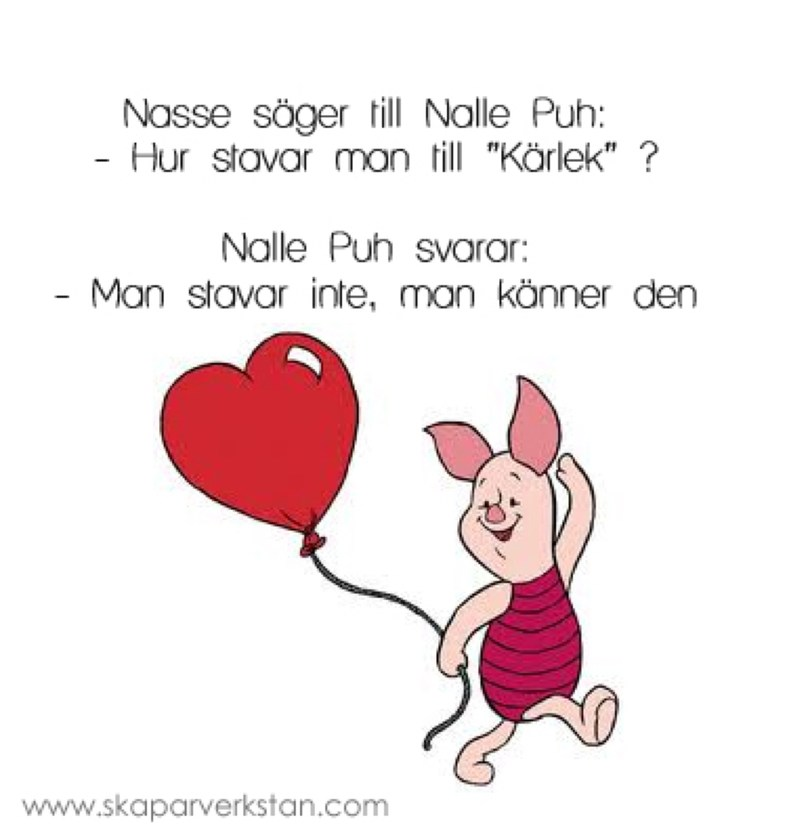 Nasse säger till Nalle Puh:
- Hur stavar man till "Kärlek" ?
Nalle Puh svarar:
- Man stavar inte, man känner den
www.skaparverkstan.com